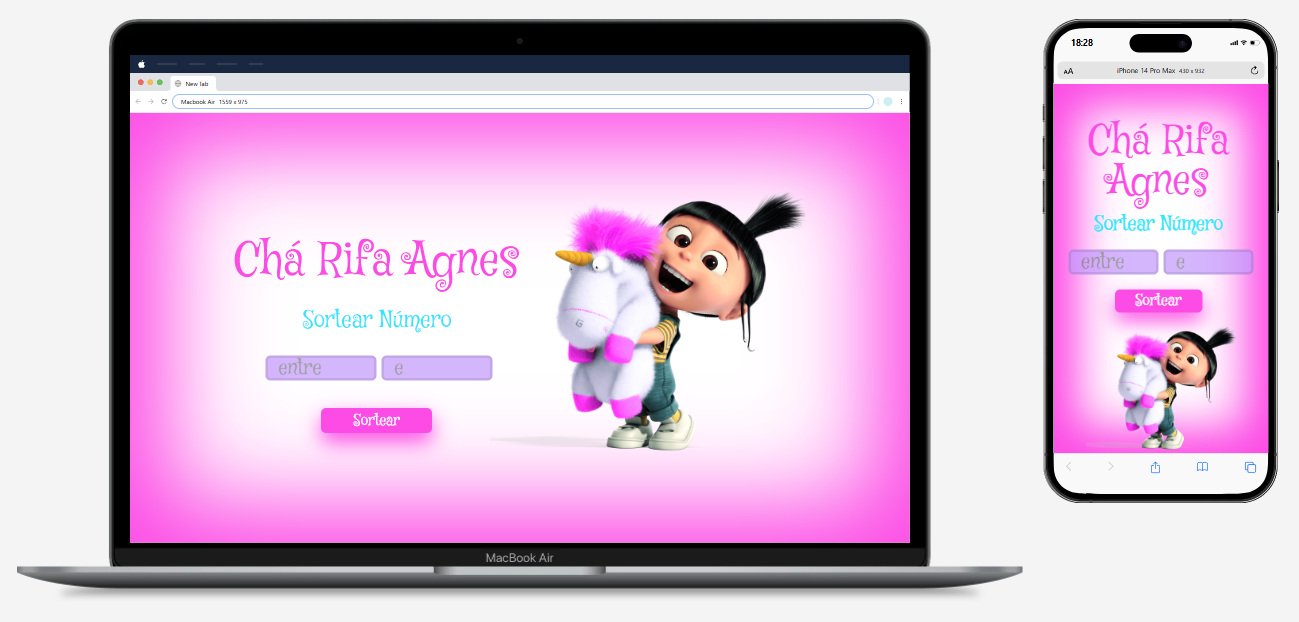 New tab
Macbook Air 1559 x 975
Chá Rifa Agnes
Sortear Número
entre
e
Sortear
MacBook Air
18:28
AA
iPhone 14 Pro Max 430 x 932
Chá Rifa
Agnes
Sortear Número
entre
e
Sortear